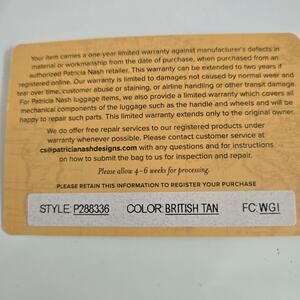 Your item carries a one-year limited warranty against manufacturer's defects in
material or workmanship from the date of purchase, when purchased from an
authorized Patricia Nash retailer. This warranty can be extended to two years if
registered online. Our warranty is limited to damages not caused by normal wear and
tear over time, customer abuse or staining, or airline handling or other transit damage.
For Patricia Nash luggage items, we also provide a limited warranty which covers all
mechanical components of the luggage such as the handle and wheels and will be
happy to repair such parts. This limited warranty extends only to the original owner.
We do offer free repair services to our registered products under
warranty whenever possible. Please contact customer service at
cs@patricianashdesigns.com with any questions and for instructions
on how to submit the bag to us for inspection and repair.
Please allow 4–6 weeks for processing.
PLEASE RETAIN THIS INFORMATION TO REGISTER YOUR PURCHASE
STYLE: P288336 COLOR: BRITISH TAN FC: WGI